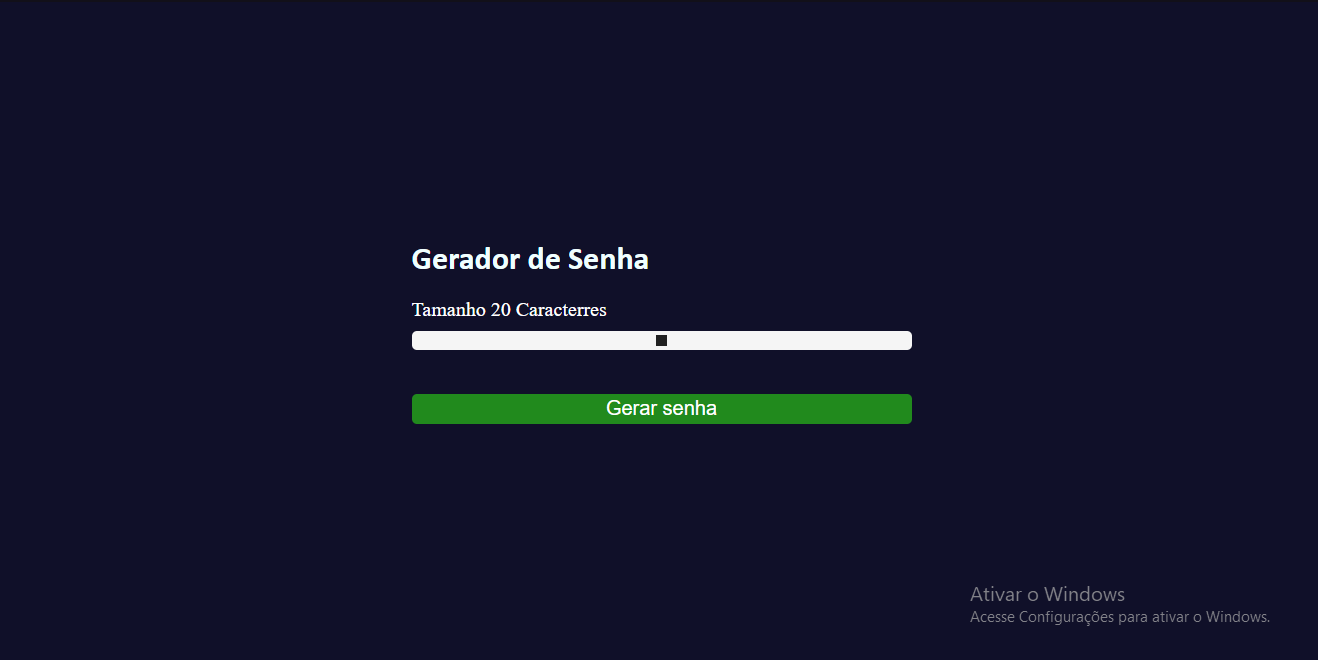 Gerador de Senha
Tamanho 20 Caracterres
Gerar senha
Ativar o Windows
Acesse Configurações para ativar o Windows.